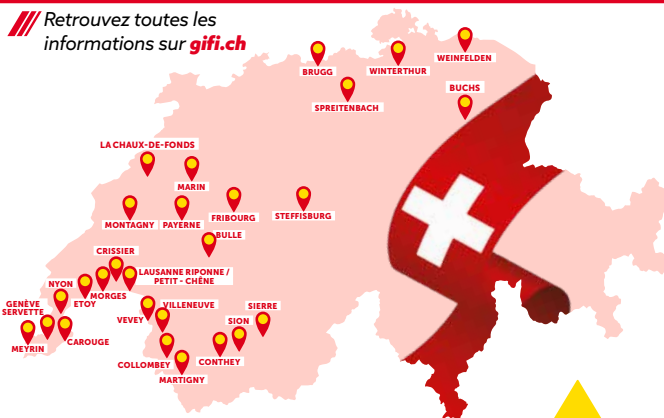 Retrouvez toutes les
informations sur gifi.ch
WEINFELDEN
BRUGG
WINTERTHUR
BUCHS
SPREITENBACH
LA CHAUX-DE-FONDS
MARIN
MONTAGNY
PAYERNE
FRIBOURG
STEFFISBURG
BULLE
CRISSIER
LAUSANNE RIPONNE /
PETIT - CHÊNE
NYON
ETOY
MORGES
GENÈVE
SERVETTE
VILLENEUVE
VEVEY
SIERRE
SION
MEYRIN
CAROUGE
COLLOMBEY
CONTHEY
MARTIGNY